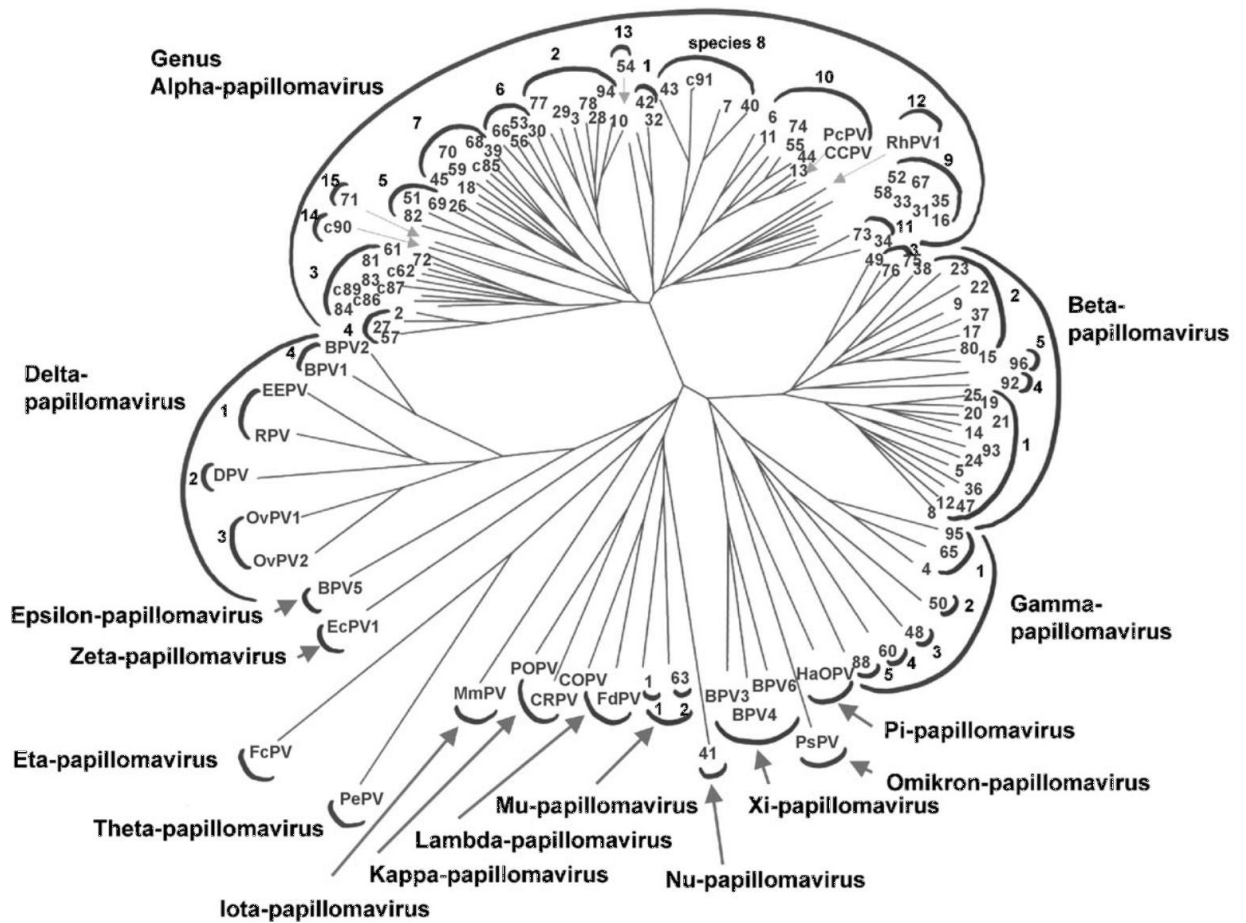 Genus
Alpha-papillomavirus
13
54
2
94
77
29
3
78
28
10
1
42
32
species 8
43
c91
7
40
10
6
11
74
55
44
13
PcPV
CCPV
12
RhPV1
9
52
67
58
33
31
35
16
11
73
34
6
66
53
56
30
7
70
68
39
59
c85
45
18
5
51
69
26
82
15
71
14
c90
3
61
81
72
c62
83
c89
c87
c86
84
4
2
27
57
Beta-
papillomavirus
3
49
76
75
38
2
23
22
9
37
17
80
15
5
96
92
4
25
19
20
21
14
93
24
1
5
36
12
47
8
Gamma-
papillomavirus
95
65
4
1
50
2
48
3
60
4
88
5
Delta-
papillomavirus
4
BPV2
BPV1
EEPV
1
RPV
2
DPV
OvPV1
3
OvPV2
BPV5
Epsilon-papillomavirus
EcPV1
Zeta-papillomavirus
FcPV
Eta-papillomavirus
PePV
Theta-papillomavirus
MmPV
Iota-papillomavirus
POPV
CRPV
Kappa-papillomavirus
COPV
FdPV
Lambda-papillomavirus
1
63
1
2
Mu-papillomavirus
41
Nu-papillomavirus
BPV3
BPV6
BPV4
Xi-papillomavirus
PsPV
Omikron-papillomavirus
HaOPV
Pi-papillomavirus